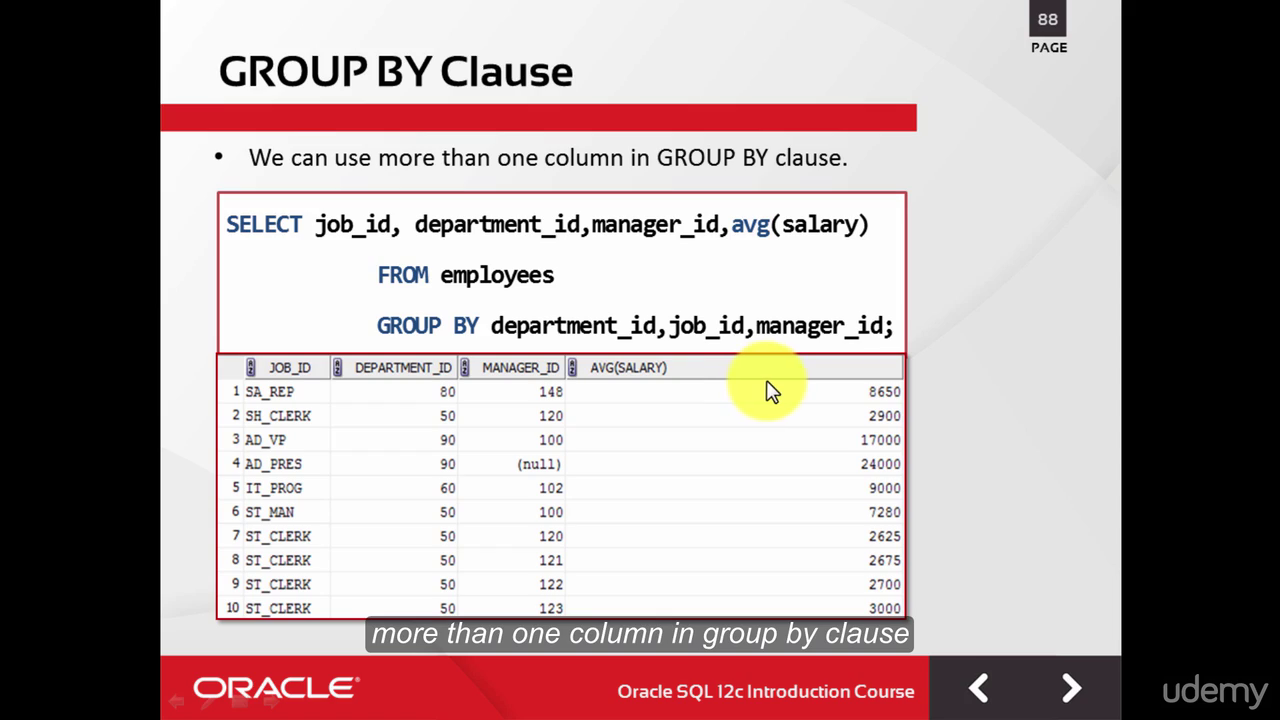 88
PAGE
GROUP BY Clause
• We can use more than one column in GROUP BY clause.
SELECT job_id, department_id,manager_id,avg(salary)
FROM employees
GROUP BY department_id,job_id,manager_id;
JOB_ID DEPARTMENT_ID MANAGER_ID AVG(SALARY)
1 SA_REP 80 148 8650
2 SH_CLERK 50 120 2900
3 AD_VP 90 100 17000
4 AD_PRES 90 (null) 24000
5 IT_PROG 60 102 9000
6 ST_MAN 50 100 7280
7 ST_CLERK 50 120 2625
8 ST_CLERK 50 121 2675
9 ST_CLERK 50 122 2700
10 ST_CLERK 50 123 3000
more than one column in group by clause
ORACLE®
Oracle SQL 12c Introduction Course
udemy